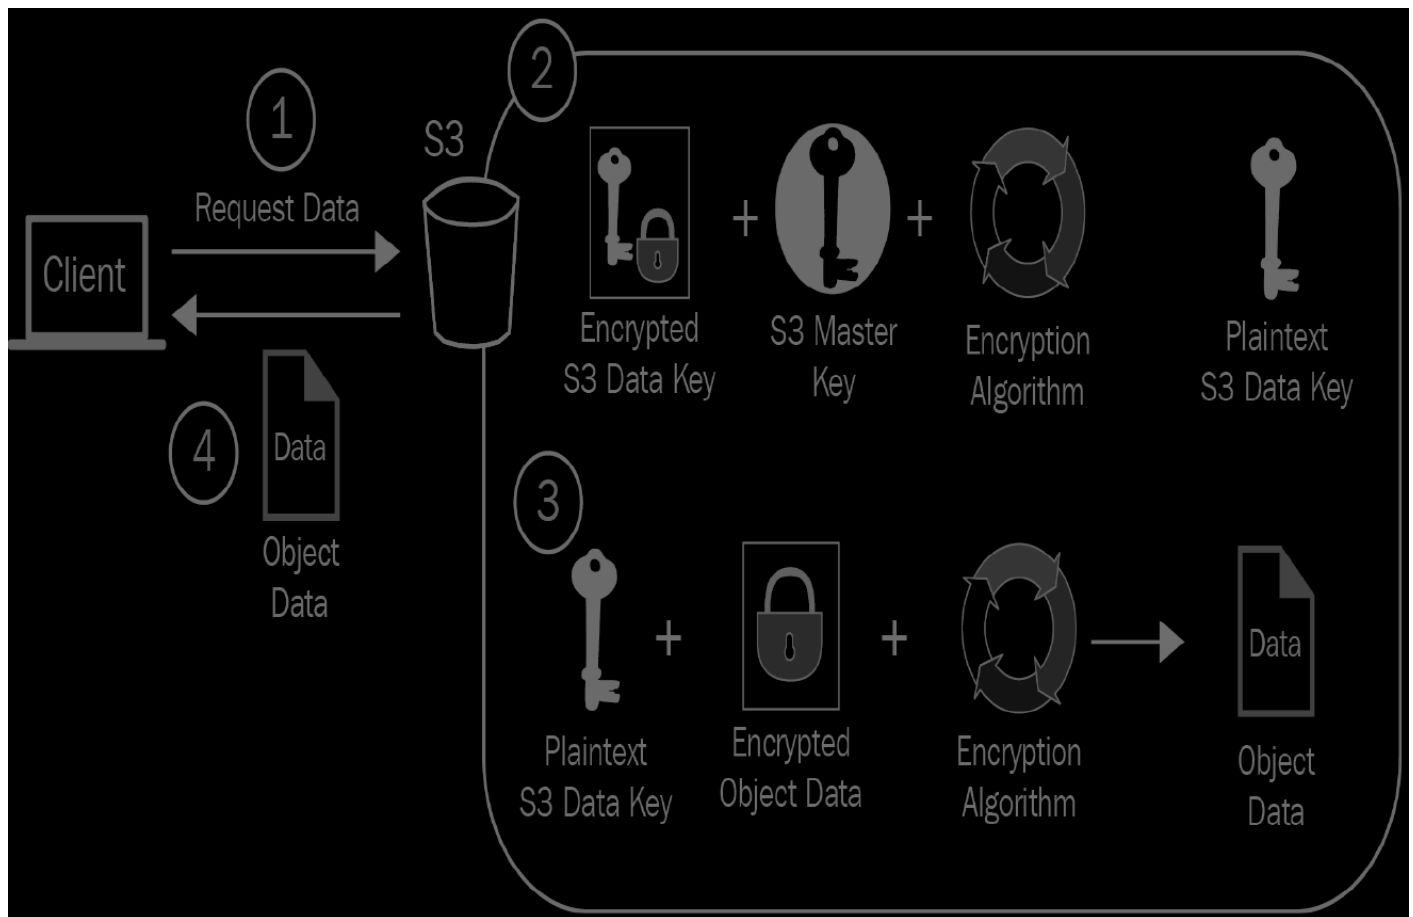 1
Request Data
Client
S3
2
Encrypted
S3 Data Key
+
S3 Master
Key
+
Encryption
Algorithm
Plaintext
S3 Data Key
3
Plaintext
S3 Data Key
+
Encrypted
Object Data
+
Encryption
Algorithm
Data
Object
Data
4
Data
Object
Data